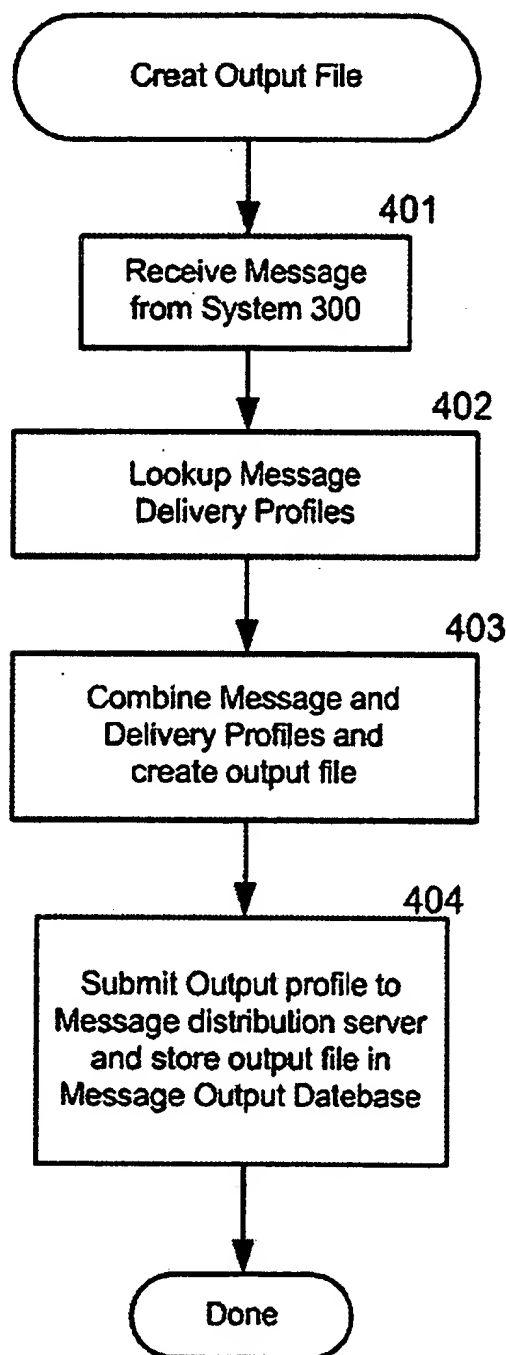 Creat Output File
401
Receive Message
from System 300
402
Lookup Message
Delivery Profiles
403
Combine Message and
Delivery Profiles and
create output file
404
Submit Output profile to
Message distribution server
and store output file in
Message Output Datebase
Done